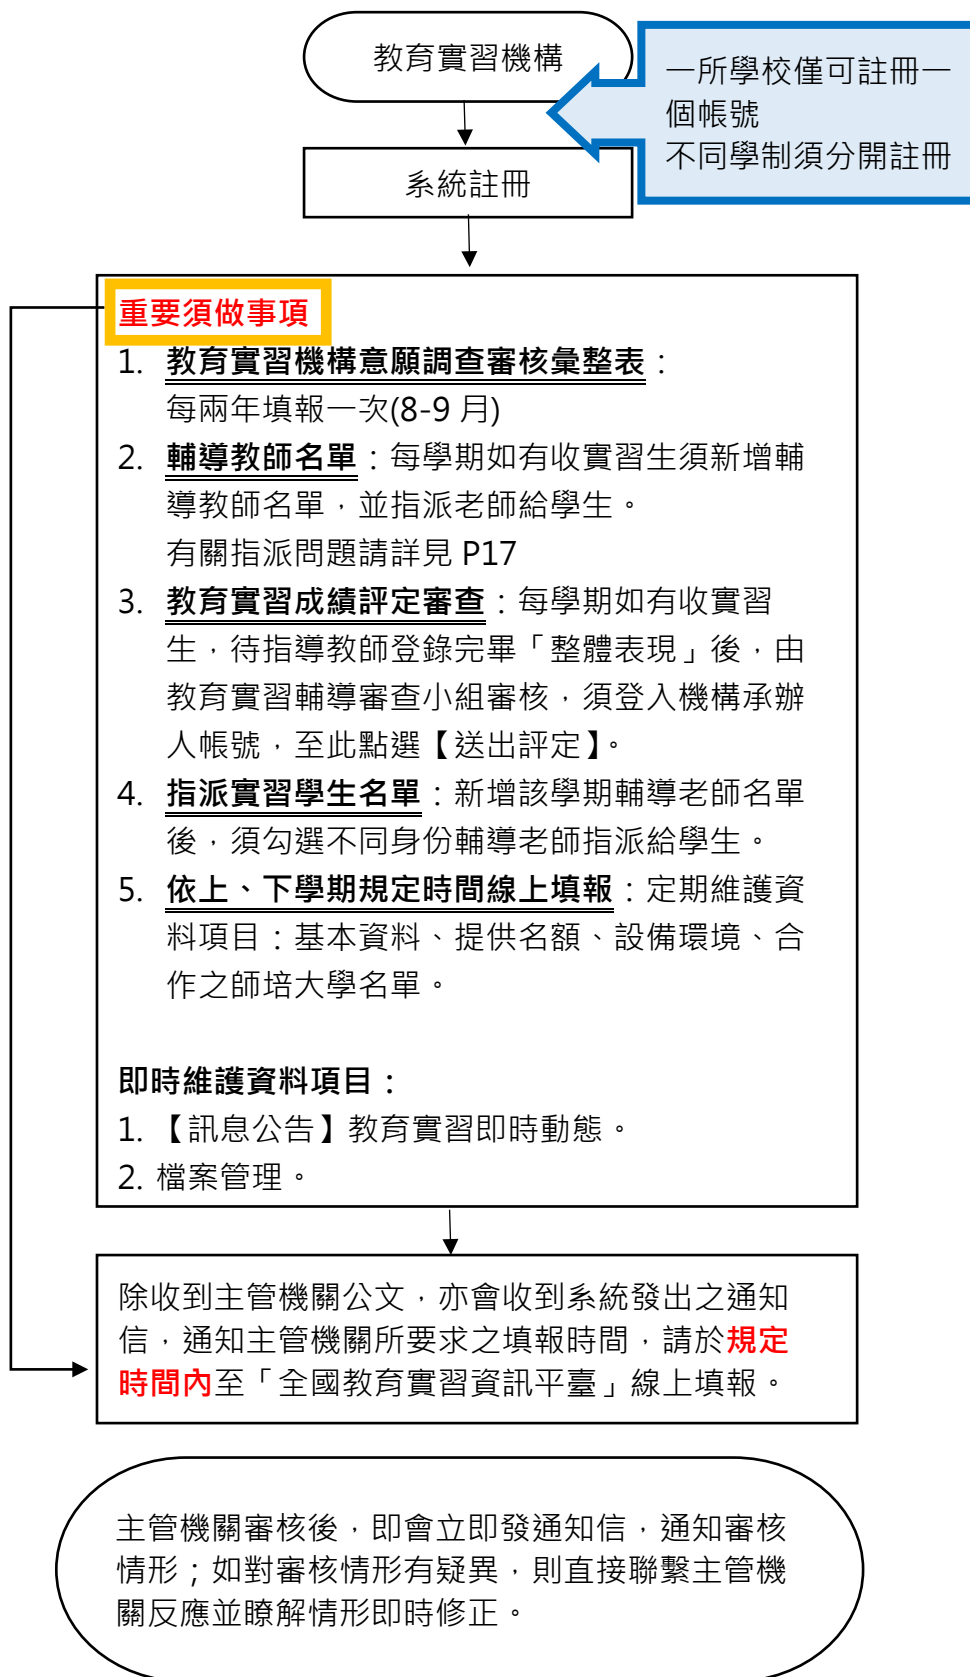 教育實習機構
一所學校僅可註冊一
個帳號
不同學制須分開註冊
系統註冊
重要須做事項
1. 教育實習機構意願調查審核彙整表：
每兩年填報一次(8-9 月)
2. 輔導教師名單：每學期如有收實習生須新增輔
導教師名單，並指派老師給學生。
有關指派問題請詳見 P17
3. 教育實習成績評定審查：每學期如有收實習
生，待指導教師登錄完畢「整體表現」後，由
教育實習輔導審查小組審核，須登入機構承辦
人帳號，至此點選【送出評定】。
4. 指派實習學生名單：新增該學期輔導老師名單
後，須勾選不同身份輔導老師指派給學生。
5. 依上、下學期規定時間線上填報：定期維護資
料項目：基本資料、提供名額、設備環境、合
作之師培大學名單。
即時維護資料項目：
1. 【訊息公告】教育實習即時動態。
2. 檔案管理。
除收到主管機關公文，亦會收到系統發出之通知
信，通知主管機關所要求之填報時間，請於規定
時間內至「全國教育實習資訊平臺」線上填報。
主管機關審核後，即會立即發通知信，通知審核
情形；如對審核情形有疑異，則直接聯繫主管機
關反應並瞭解情形即時修正。